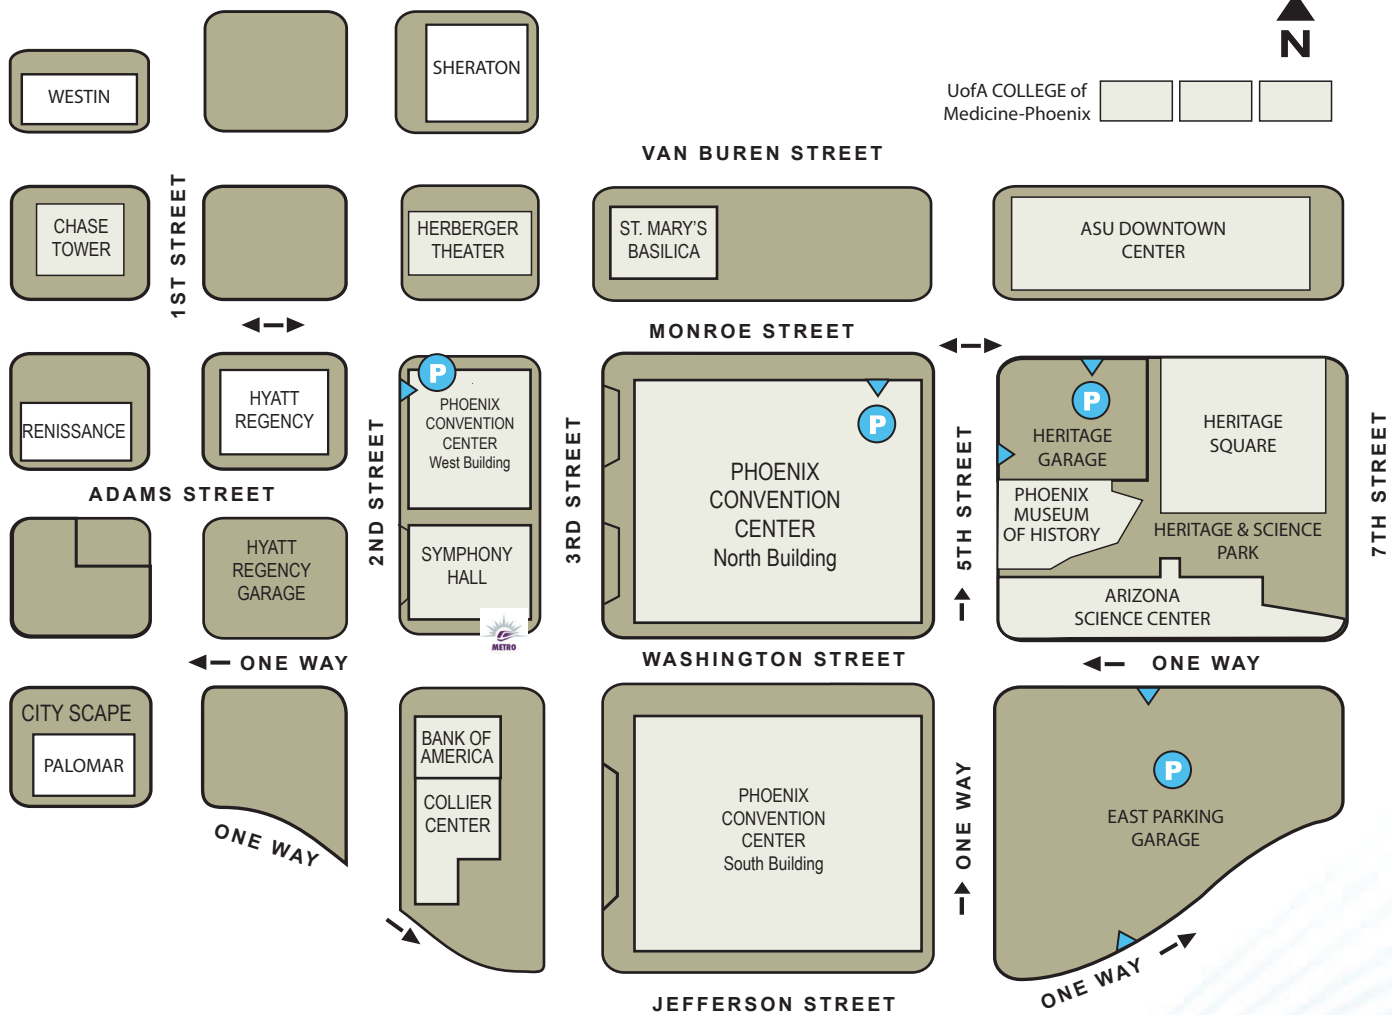 N
WESTIN
SHERATON
UofA COLLEGE of
Medicine-Phoenix
VAN BUREN STREET
1ST STREET
CHASE
TOWER
HERBERGER
THEATER
ST. MARY'S
BASILICA
ASU DOWNTOWN
CENTER
MONROE STREET
RENISSANCE
HYATT
REGENCY
P
PHOENIX
CONVENTION
CENTER
West Building
2ND STREET
3RD STREET
P
PHOENIX
CONVENTION
CENTER
North Building
5TH STREET
P
HERITAGE
GARAGE
HERITAGE
SQUARE
7TH STREET
ADAMS STREET
HYATT
REGENCY
GARAGE
SYMPHONY
HALL
METRO
PHOENIX
MUSEUM
OF HISTORY
HERITAGE & SCIENCE
PARK
ARIZONA
SCIENCE CENTER
ONE WAY
WASHINGTON STREET
ONE WAY
CITY SCAPE
PALOMAR
ONE WAY
BANK OF
AMERICA
COLLIER
CENTER
PHOENIX
CONVENTION
CENTER
South Building
ONE WAY
P
EAST PARKING
GARAGE
ONE WAY
JEFFERSON STREET